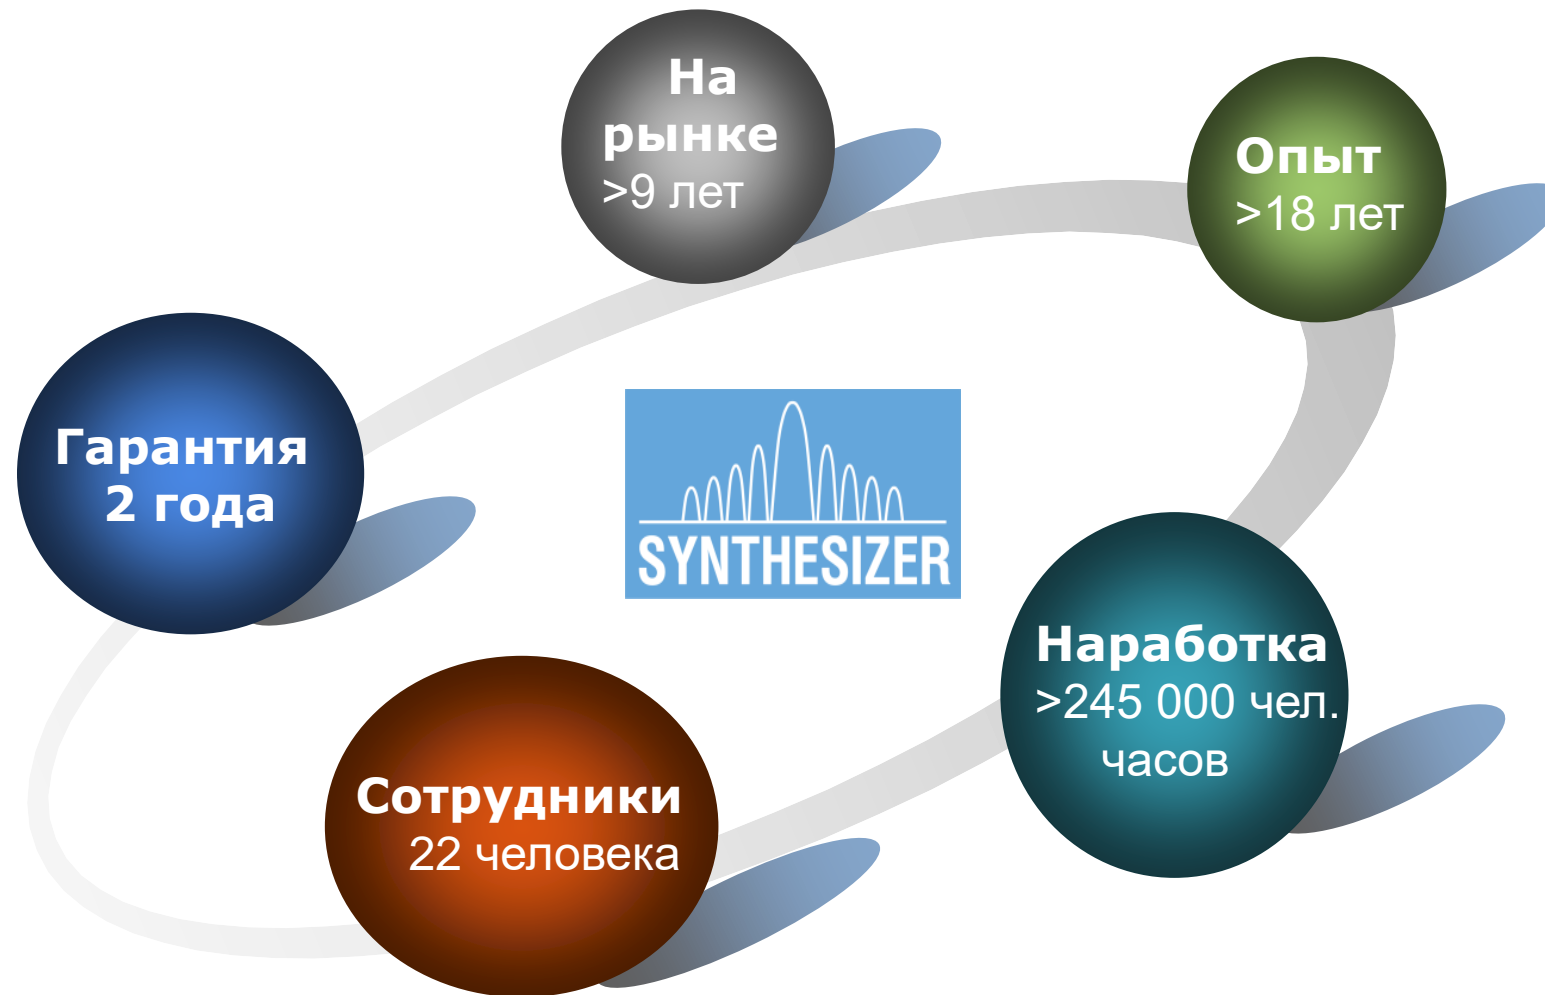 На
рынке
>9 лет
Опыт
>18 лет
Гарантия
2 года
SYNTHESIZER
Наработка
>245 000 чел.
часов
Сотрудники
22 человека